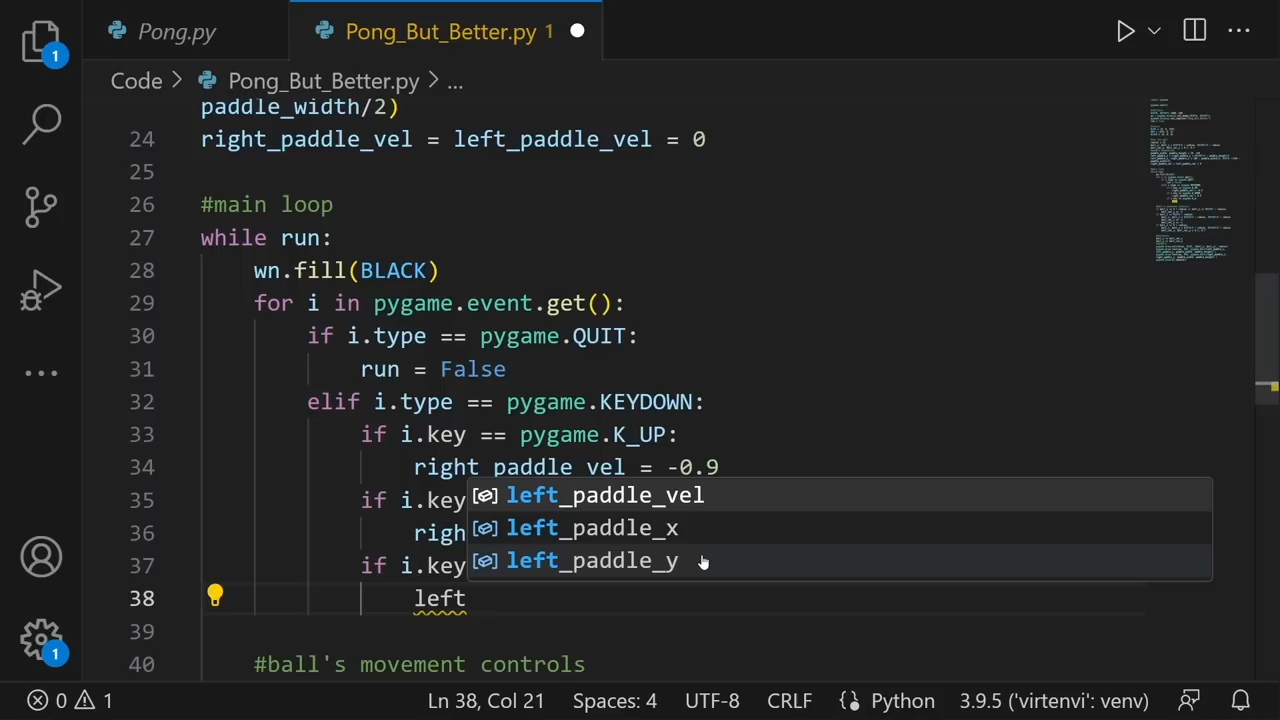 1
Pong.py
Pong_But_Better.py 1
Code > Pong_But_Better.py > ...
paddle_width/2)
24 right_paddle_vel = left_paddle_vel = 0
25
26 #main loop
27 while run:
28 wn.fill(BLACK)
29 for i in pygame.event.get():
30 if i.type == pygame.QUIT:
31 run = False
32 elif i.type == pygame.KEYDOWN:
33 if i.key == pygame.K_UP:
34 right_paddle_vel = -0.9
35 if i.key
left_paddle_vel
36 righ
left_paddle_x
37 if i.key
left_paddle_y
38 left
39
40 #ball's movement controls
1
0 1 Ln 38, Col 21 Spaces: 4 UTF-8 CRLF Python 3.9.5 ('virtenvi': venv)